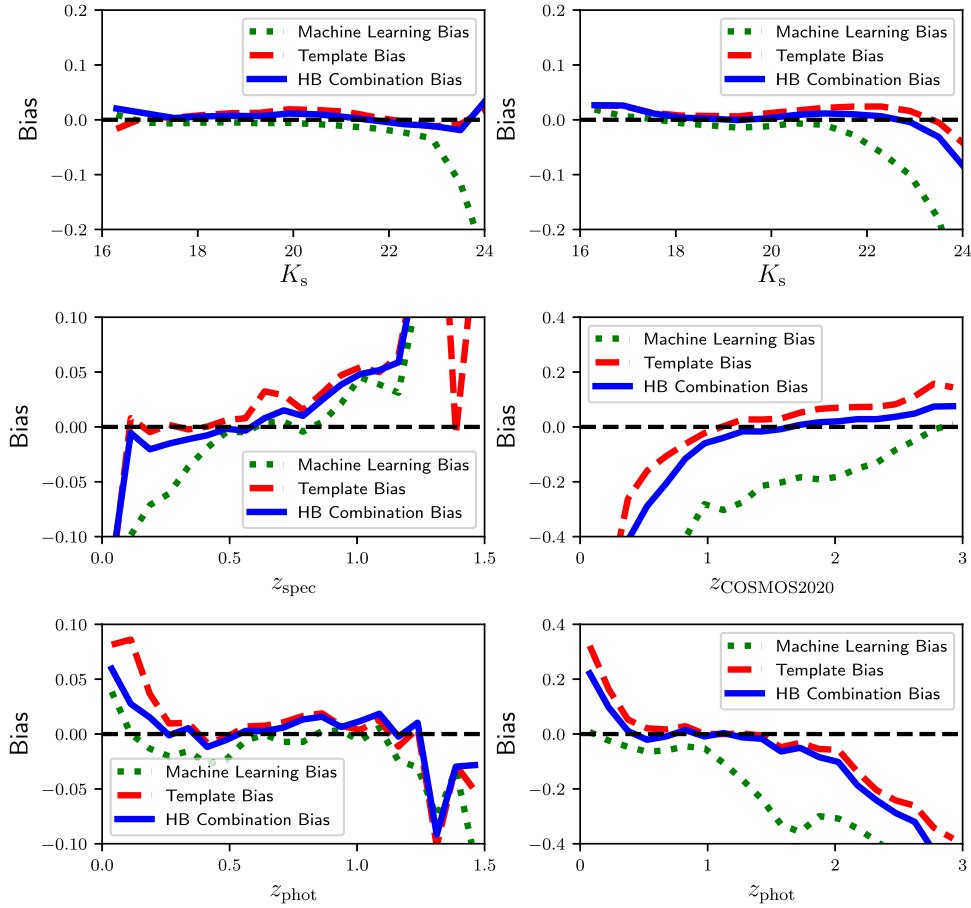 0.2
0.1
0.0
−0.1
−0.2
Bias
Machine Learning Bias
Template Bias
HB Combination Bias
16 18 20 22 24
K_s
0.2
0.1
0.0
−0.1
−0.2
Bias
Machine Learning Bias
Template Bias
HB Combination Bias
16 18 20 22 24
K_s
0.10
0.05
0.00
−0.05
−0.10
Bias
Machine Learning Bias
Template Bias
HB Combination Bias
0.0 0.5 1.0 1.5
z_spec
0.4
0.2
0.0
−0.2
−0.4
Bias
Machine Learning Bias
Template Bias
HB Combination Bias
0 1 2 3
z_COSMOS2020
0.10
0.05
0.00
−0.05
−0.10
Bias
Machine Learning Bias
Template Bias
HB Combination Bias
0.0 0.5 1.0 1.5
z_phot
0.4
0.2
0.0
−0.2
−0.4
Bias
Machine Learning Bias
Template Bias
HB Combination Bias
0 1 2 3
z_phot